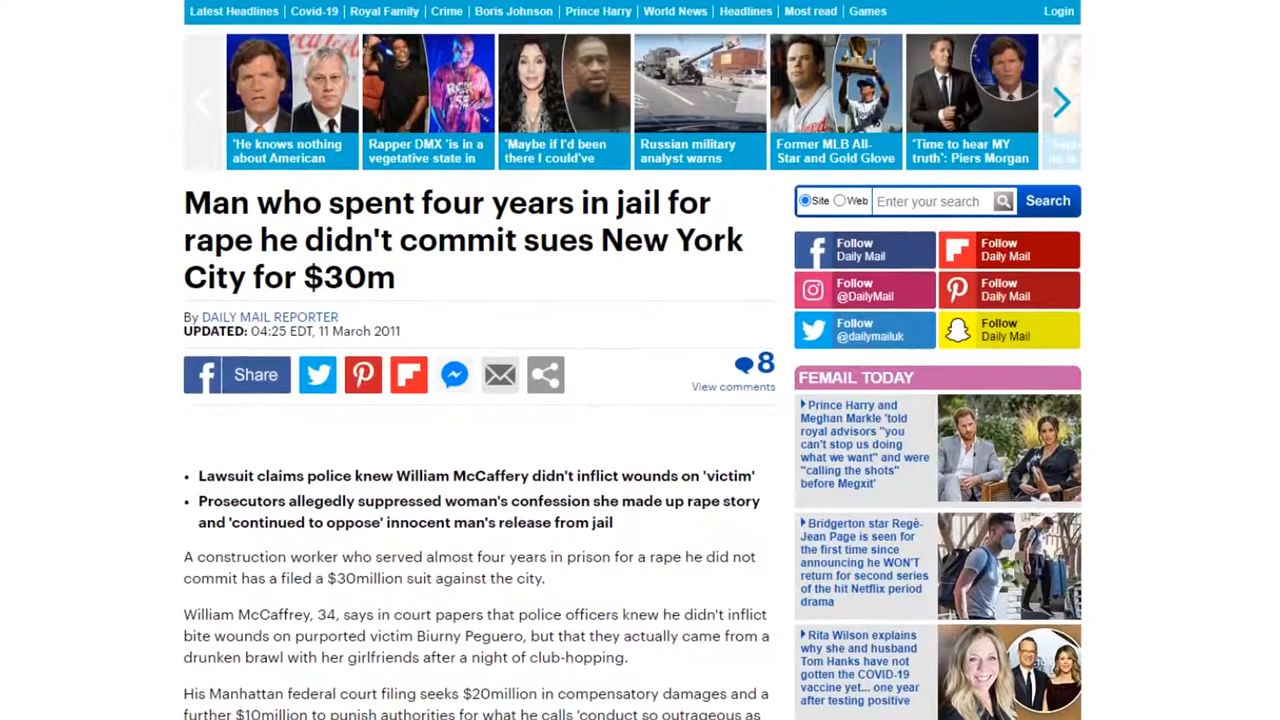 Latest Headlines | Covid-19 | Royal Family | Crime | Boris Johnson | Prince Harry | World News | Headlines | Most read | Games
Login
'He knows nothing
about American
Rapper DMX 'is in a
vegetative state in
'Maybe if I'd been
there I could've
Russian military
analyst warns
Former MLB All-
Star and Gold Glove
'Time to hear MY
truth': Piers Morgan
Man who spent four years in jail for
rape he didn't commit sues New York
City for $30m
By DAILY MAIL REPORTER
UPDATED: 04:25 EDT, 11 March 2011
Share
8
View comments
• Lawsuit claims police knew William McCaffery didn't inflict wounds on 'victim'
• Prosecutors allegedly suppressed woman's confession she made up rape story
and 'continued to oppose' innocent man's release from jail
A construction worker who served almost four years in prison for a rape he did not
commit has a filed a $30million suit against the city.
William McCaffrey, 34, says in court papers that police officers knew he didn't inflict
bite wounds on purported victim Biurny Peguero, but that they actually came from a
drunken brawl with her girlfriends after a night of club-hopping.
His Manhattan federal court filing seeks $20million in compensatory damages and a
further $10million to punish authorities for what he calls 'conduct so outrageous as
Site Web Enter your search Search
Follow
Daily Mail
Follow
Daily Mail
Follow
@DailyMail
Follow
Daily Mail
Follow
@dailymailuk
Follow
Daily Mail
FEMAIL TODAY
Prince Harry and
Meghan Markle 'told
royal advisors "you
can't stop us doing
what we want" and were
"calling the shots"
before Megxit'
Bridgerton star Regé-
Jean Page is seen for
the first time since
announcing he WON'T
return for second series
of the hit Netflix period
drama
Rita Wilson explains
why she and husband
Tom Hanks have not
gotten the COVID-19
vaccine yet... one year
after testing positive